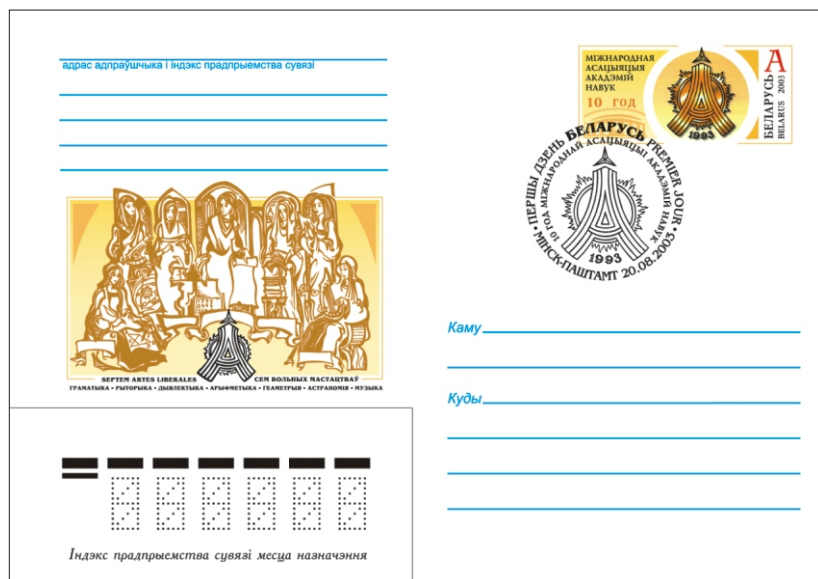 адрас адпраўшчыка і індэкс прадпрыемства сувязі
МІЖНАРОДНАЯ
АСАЦЫЯЦЫЯ
АКАДЭМІЙ
НАВУК
10 ГОД
1993
А
БЕЛАРУСЬ
BELARUS 2003
ПЕРШЫ ДЗЕНЬ БЕЛАРУСЬ PREMIER JOUR
10 ГОД МІЖНАРОДНАЙ АСАЦЫЯЦЫІ АКАДЭМІЙ НАВУК
1993
• МІНСК-ПАШТАМТ 20.08.2003 •
SEPTEM ARTES LIBERALES СЕМ ВОЛЬНЫХ МАСТАЦТВАЎ
ГРАМАТЫКА • РЫТОРЫКА • ДЫЯЛЕКТЫКА • АРЫФМЕТЫКА • ГЕАМЕТРЫЯ • АСТРАНОМІЯ • МУЗЫКА
Каму
Куды
Індэкс прадпрыемства сувязі месца назначэння